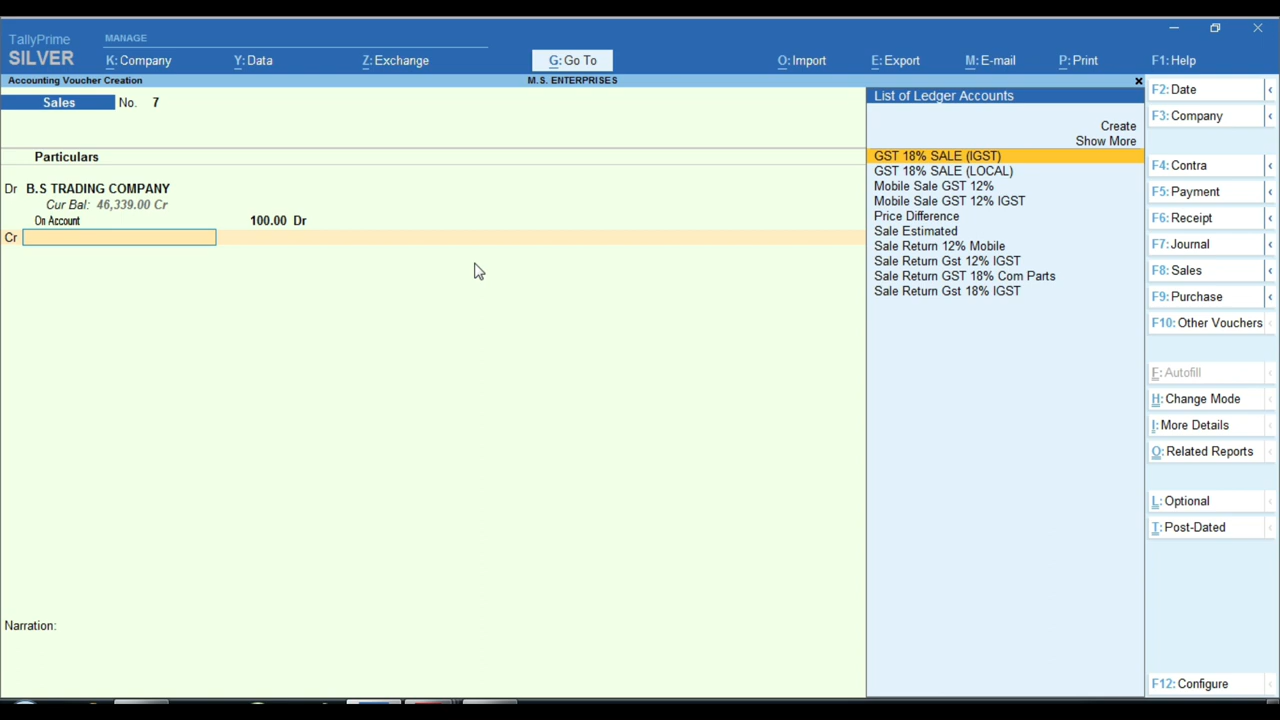 TallyPrime
SILVER
MANAGE
K: Company
Y: Data
Z: Exchange
G: Go To
O: Import
E: Export
M: E-mail
P: Print
F1: Help
Accounting Voucher Creation
M.S. ENTERPRISES
Sales No. 7
Particulars
Dr B.S TRADING COMPANY
Cur Bal: 46,339.00 Cr
On Account 100.00 Dr
Cr
Narration:
List of Ledger Accounts
Create
Show More
GST 18% SALE (IGST)
GST 18% SALE (LOCAL)
Mobile Sale GST 12%
Mobile Sale GST 12% IGST
Price Difference
Sale Estimated
Sale Return 12% Mobile
Sale Return Gst 12% IGST
Sale Return GST 18% Com Parts
Sale Return Gst 18% IGST
F2: Date
F3: Company
F4: Contra
F5: Payment
F6: Receipt
F7: Journal
F8: Sales
F9: Purchase
F10: Other Vouchers
E: Autofill
H: Change Mode
I: More Details
O: Related Reports
L: Optional
T: Post-Dated
F12: Configure